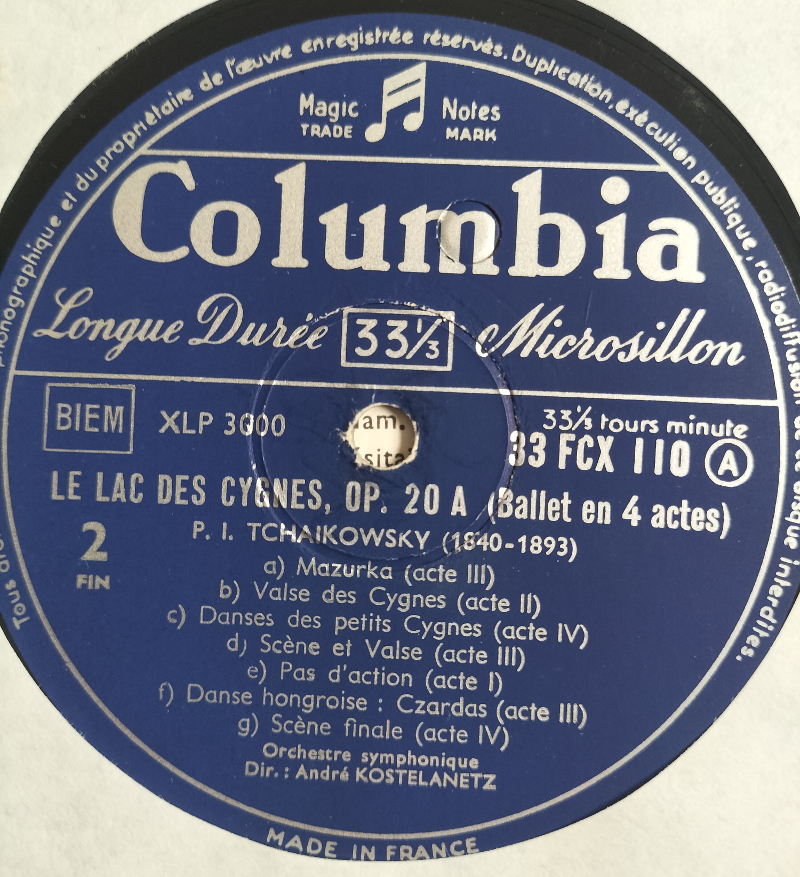 phonographique et du propriétaire de l'œuvre enregistrée réservés. Duplication, exécution publique, radiodiffusion de ce disque interdites.
Magic Notes
TRADE MARK
Columbia
Longue Durée 33⅓ Microsillon
BIEM XLP 3000 33⅓ tours minute
33 FCX 110 A
LE LAC DES CYGNES, OP. 20 A (Ballet en 4 actes)
2 P. I. TCHAIKOWSKY (1840-1893)
FIN a) Mazurka (acte III)
b) Valse des Cygnes (acte II)
c) Danses des petits Cygnes (acte IV)
d) Scène et Valse (acte III)
e) Pas d'action (acte I)
f) Danse hongroise : Czardas (acte III)
g) Scène finale (acte IV)
Orchestre symphonique
Dir. : André KOSTELANETZ
MADE IN FRANCE